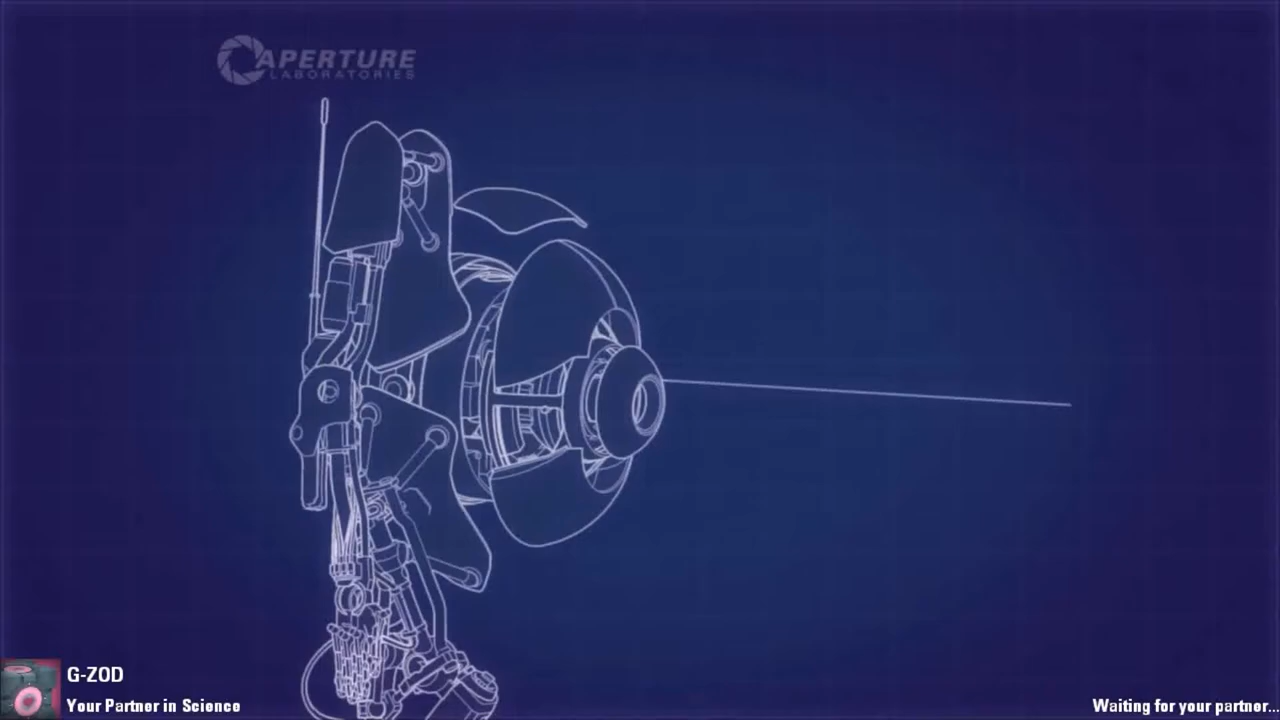 APERTURE
LABORATORIES
G-ZOD
Your Partner in Science
Waiting for your partner...